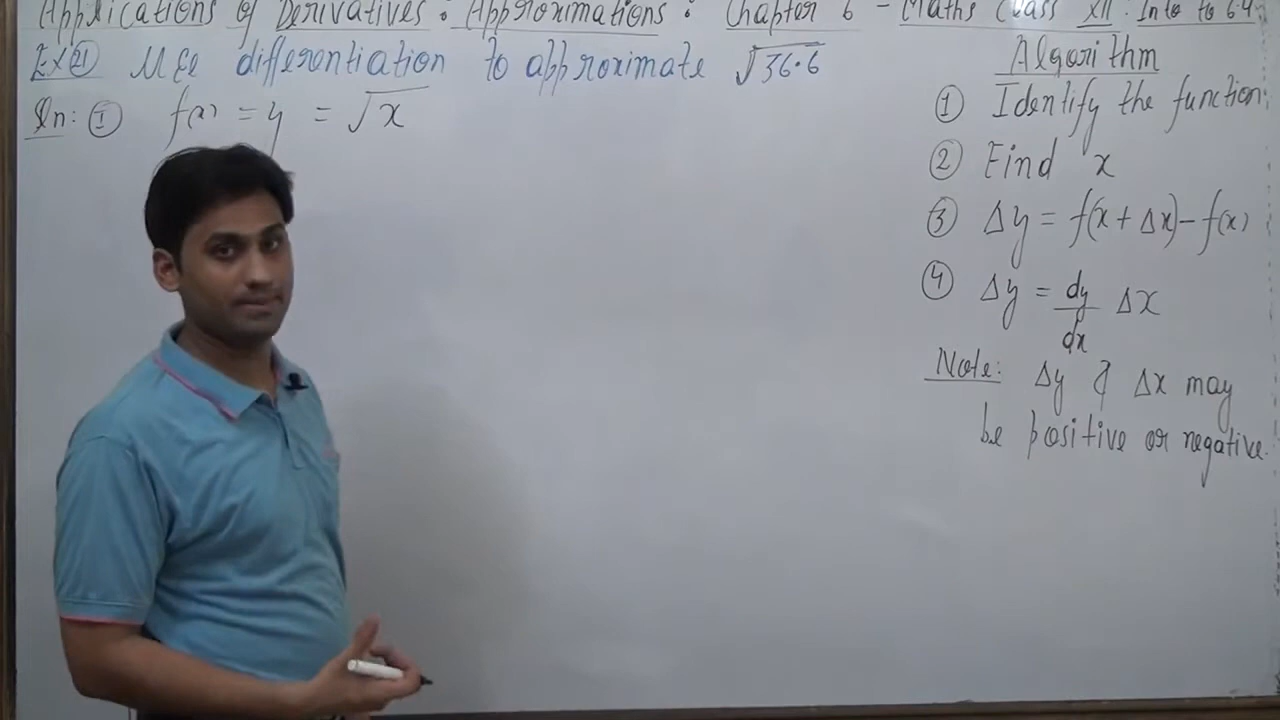 Applications of Derivatives: Approximations: Chapter 6 - Maths Class XII: Into to 6.4
Ex 21 Use differentiation to approximate √36.6
Sn: ① f(x) = y = √x
Algorithm
① Identify the function:
② Find x
③ Δy = f(x + Δx) - f(x)
④ Δy = dy/dx Δx
Note: Δy & Δx may
be positive or negative.